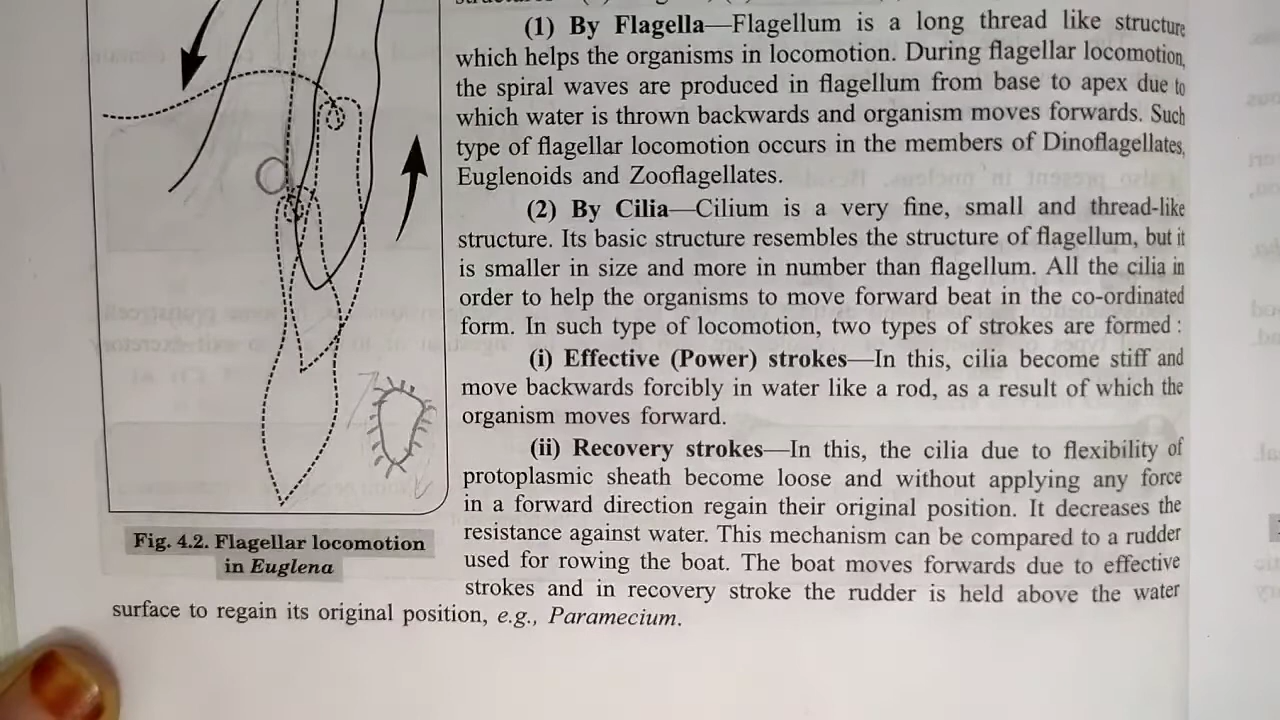 (1) By Flagella—Flagellum is a long thread like structure
which helps the organisms in locomotion. During flagellar locomotion,
the spiral waves are produced in flagellum from base to apex due to
which water is thrown backwards and organism moves forwards. Such
type of flagellar locomotion occurs in the members of Dinoflagellates,
Euglenoids and Zooflagellates.
(2) By Cilia—Cilium is a very fine, small and thread-like
structure. Its basic structure resembles the structure of flagellum, but it
is smaller in size and more in number than flagellum. All the cilia in
order to help the organisms to move forward beat in the co-ordinated
form. In such type of locomotion, two types of strokes are formed :
(i) Effective (Power) strokes—In this, cilia become stiff and
move backwards forcibly in water like a rod, as a result of which the
organism moves forward.
(ii) Recovery strokes—In this, the cilia due to flexibility of
protoplasmic sheath become loose and without applying any force
in a forward direction regain their original position. It decreases the
resistance against water. This mechanism can be compared to a rudder
used for rowing the boat. The boat moves forwards due to effective
strokes and in recovery stroke the rudder is held above the water
surface to regain its original position, e.g., Paramecium.
Fig. 4.2. Flagellar locomotion
in Euglena